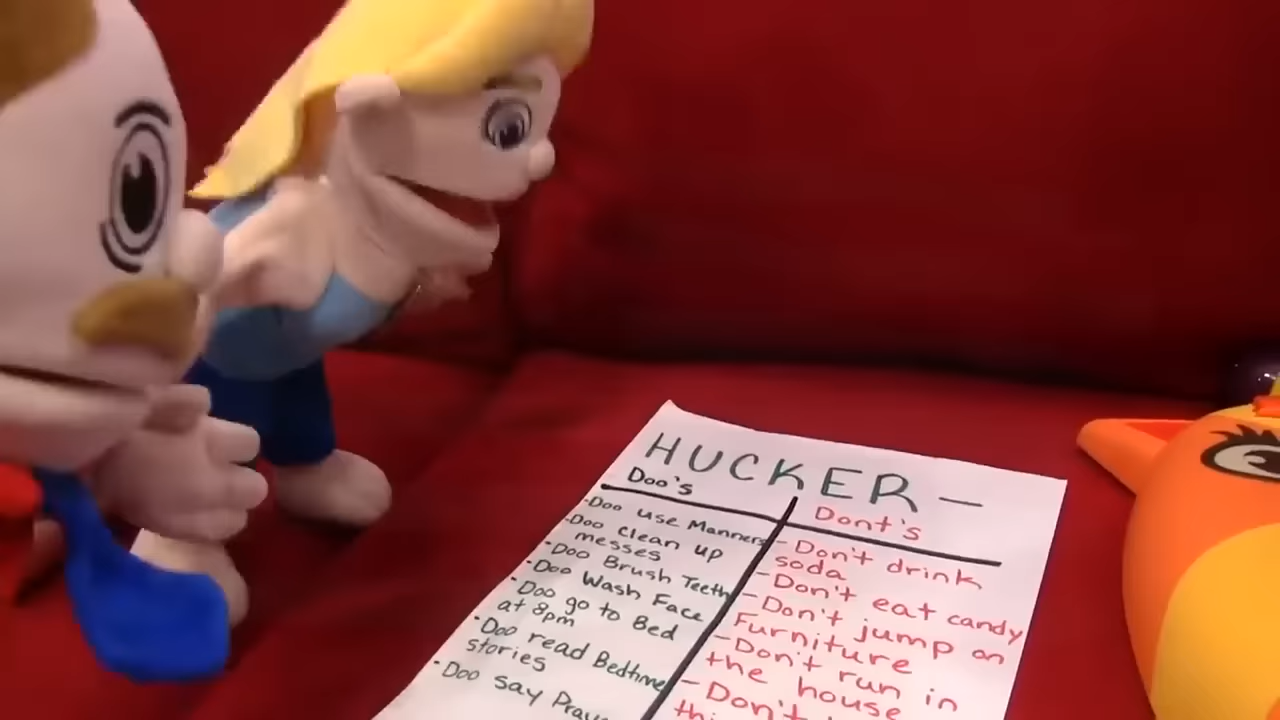 HUCKER -
Doo's
- Doo use Manners
- Doo clean up
messes
• Doo Brush Teeth
• Doo Wash Face
• Doo go to Bed
at 8pm
• Doo read Bedtime
stories
• Doo say
Dont's
- Don't drink
soda
- Don't eat candy
- Don't jump on
Furniture
- Don't run in
the house
- Don't